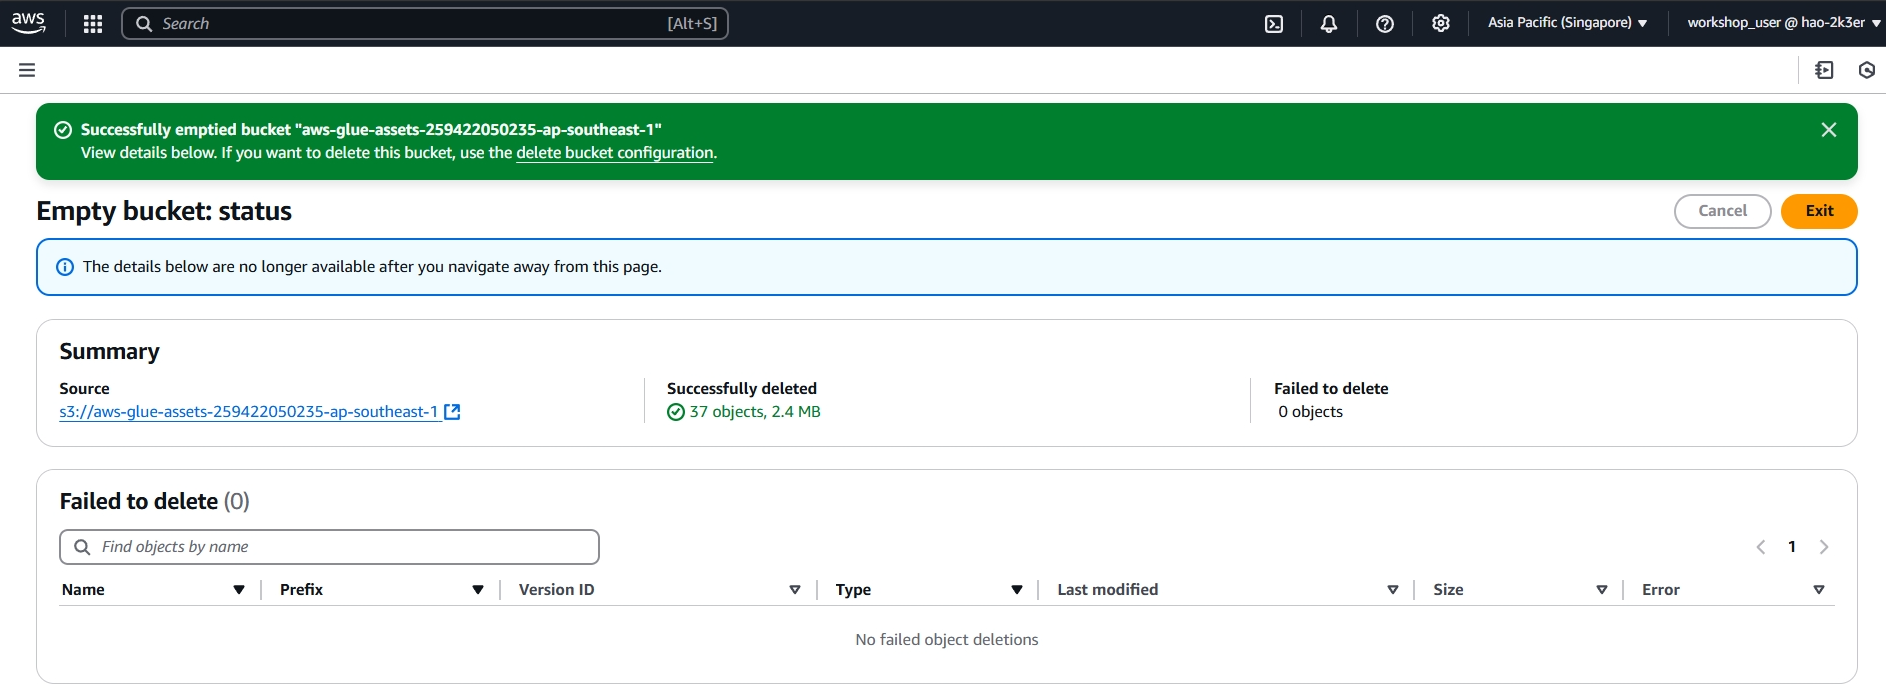 aws
Search [Alt+S]
Asia Pacific (Singapore)
workshop_user @ hao-2k3er
Successfully emptied bucket "aws-glue-assets-259422050235-ap-southeast-1"
View details below. If you want to delete this bucket, use the delete bucket configuration.
Empty bucket: status
Cancel
Exit
The details below are no longer available after you navigate away from this page.
Summary
Source
s3://aws-glue-assets-259422050235-ap-southeast-1
Successfully deleted
37 objects, 2.4 MB
Failed to delete
0 objects
Failed to delete (0)
Find objects by name
1
Name Prefix Version ID Type Last modified Size Error
No failed object deletions